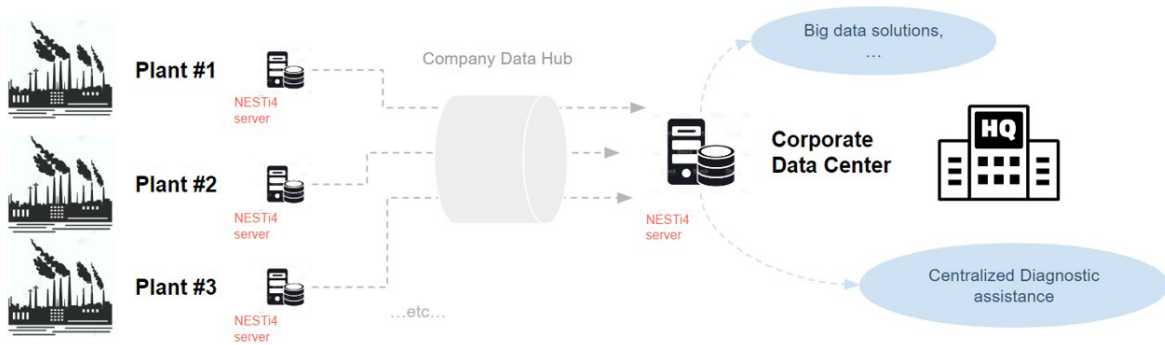 Big data solutions,
…
Plant #1
Company Data Hub
NESTi4
server
HQ
Corporate
Data Center
Plant #2
NESTi4
server
NESTi4
server
Plant #3
Centralized Diagnostic
assistance
NESTi4
server
...etc...